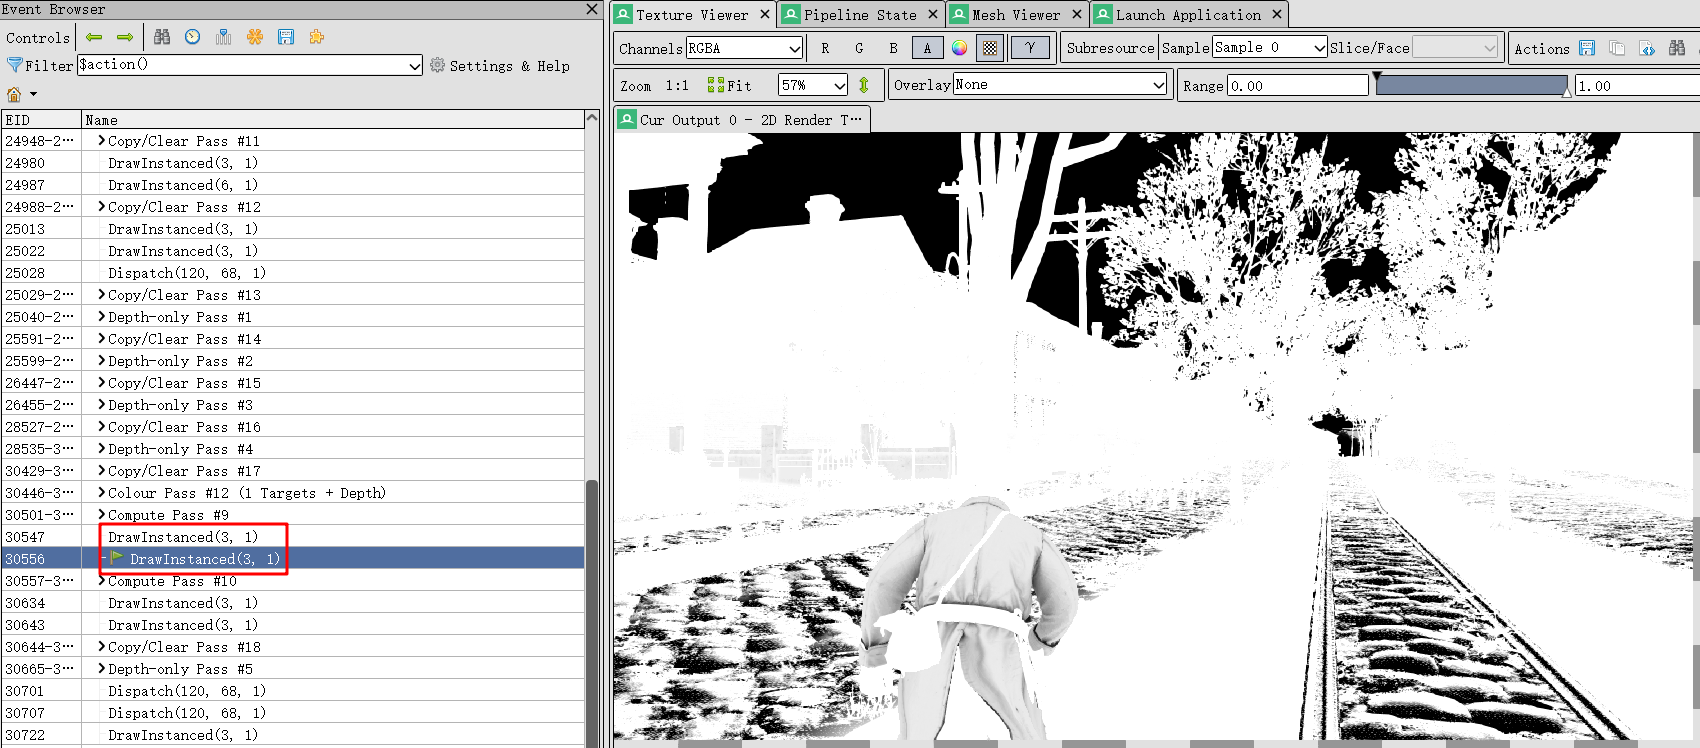 Event Browser
Controls
Filter $action() Settings & Help
EID Name
24948-2··· Copy/Clear Pass #11
24980 DrawInstanced(3, 1)
24987 DrawInstanced(6, 1)
24988-2··· Copy/Clear Pass #12
25013 DrawInstanced(3, 1)
25022 DrawInstanced(3, 1)
25028 Dispatch(120, 68, 1)
25029-2··· Copy/Clear Pass #13
25040-2··· Depth-only Pass #1
25591-2··· Copy/Clear Pass #14
25599-2··· Depth-only Pass #2
26447-2··· Copy/Clear Pass #15
26455-2··· Depth-only Pass #3
28527-2··· Copy/Clear Pass #16
28535-3··· Depth-only Pass #4
30429-3··· Copy/Clear Pass #17
30446-3··· Colour Pass #12 (1 Targets + Depth)
30501-3··· Compute Pass #9
30547 DrawInstanced(3, 1)
30556 DrawInstanced(3, 1)
30557-3··· Compute Pass #10
30634 DrawInstanced(3, 1)
30643 DrawInstanced(3, 1)
30644-3··· Copy/Clear Pass #18
30665-3··· Depth-only Pass #5
30701 Dispatch(120, 68, 1)
30707 Dispatch(120, 68, 1)
30722 DrawInstanced(3, 1)
Texture Viewer Pipeline State Mesh Viewer Launch Application
Channels RGBA R G B A γ Subresource Sample Sample 0 Slice/Face Actions
Zoom 1:1 Fit 57% Overlay None Range 0.00 1.00
Cur Output 0 - 2D Render T···